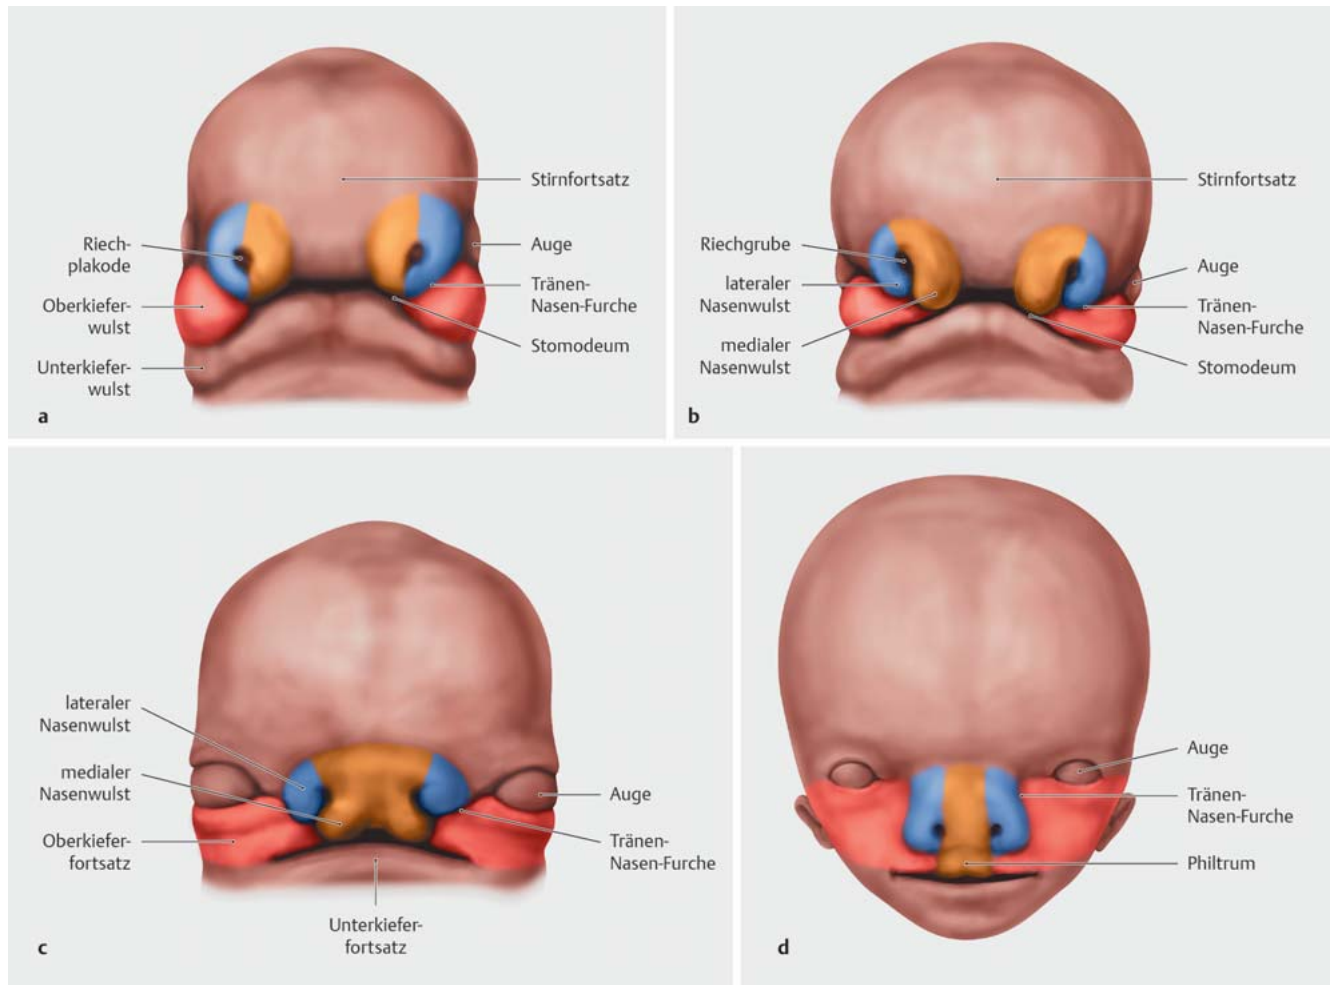 Stirnfortsatz
Riech-
plakode
Auge
Oberkiefer-
wulst
Tränen-
Nasen-Furche
Stomodeum
Unterkiefer-
wulst
a
Stirnfortsatz
Riechgrube
lateraler
Nasenwulst
Auge
medialer
Nasenwulst
Tränen-
Nasen-Furche
Stomodeum
b
lateraler
Nasenwulst
medialer
Nasenwulst
Auge
Oberkiefer-
fortsatz
Tränen-
Nasen-Furche
Unterkiefer-
fortsatz
c
Auge
Tränen-
Nasen-Furche
Philtrum
d